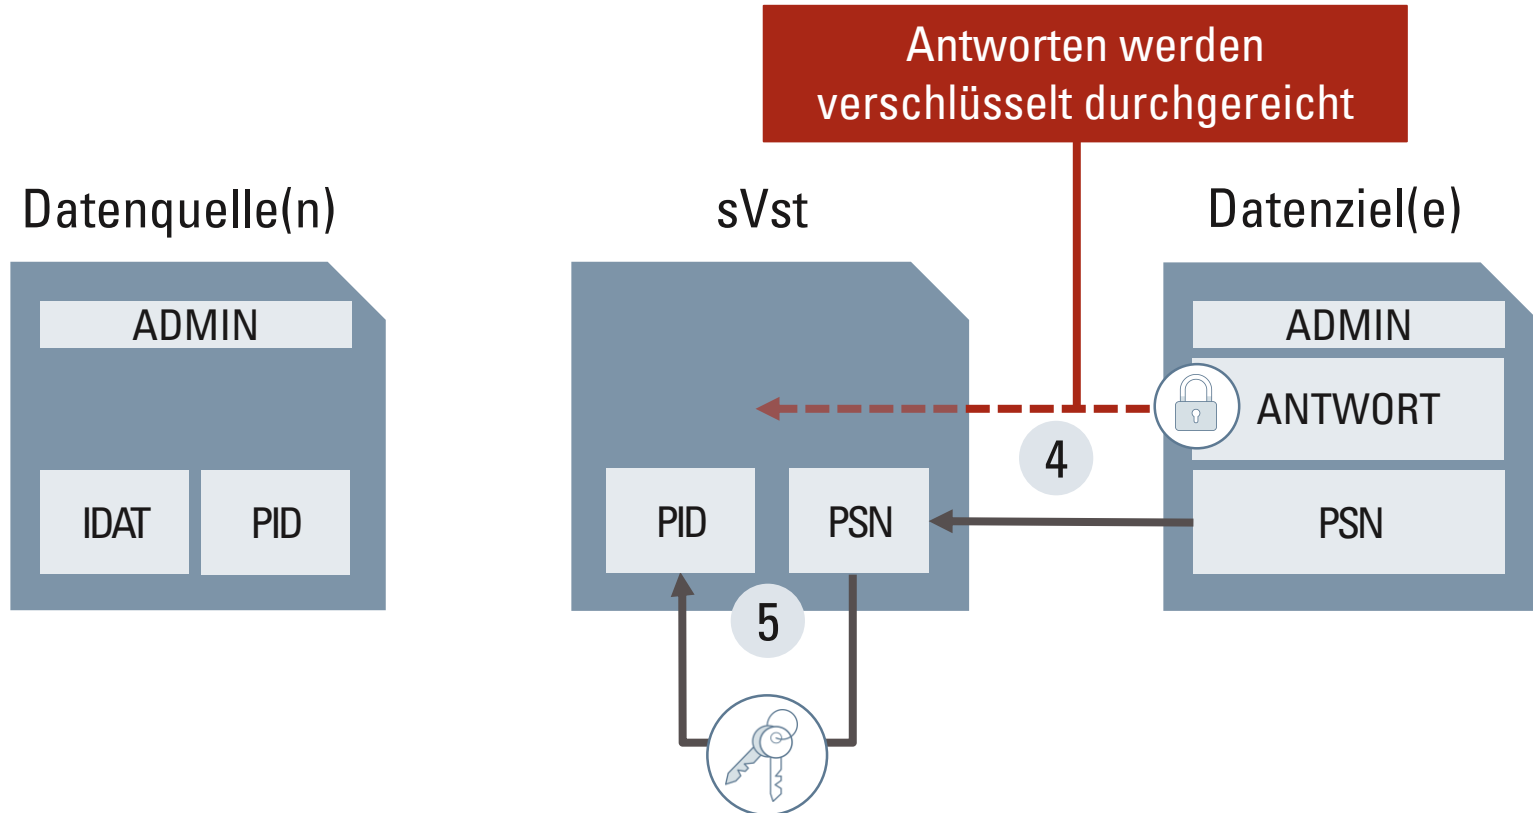 Antworten werden
verschlüsselt durchgereicht
Datenquelle(n)
sVst
Datenziel(e)
ADMIN
ADMIN
ANTWORT
4
IDAT
PID
PID
PSN
PSN
5